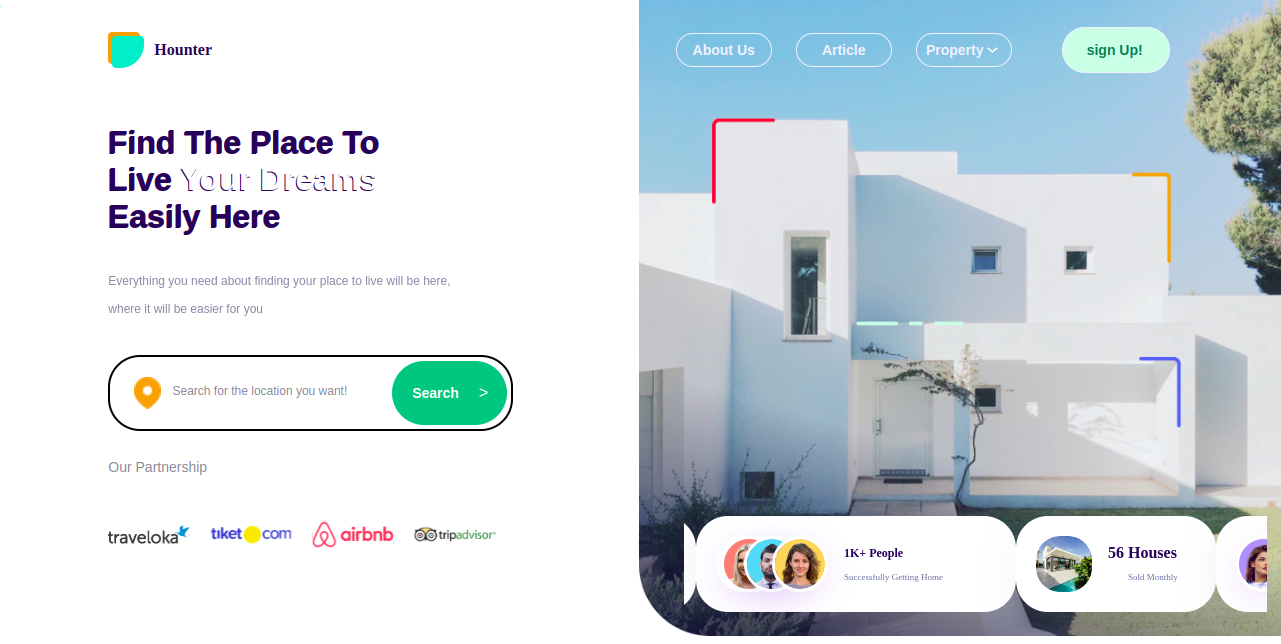 Hounter
About Us
Article
Property
sign Up!
Find The Place To
Live Your Dreams
Easily Here
Everything you need about finding your place to live will be here,
where it will be easier for you
Search for the location you want!
Search >
Our Partnership
traveloka
tiket com
airbnb
tripadvisor
1K+ People
Successfully Getting Home
56 Houses
Sold Monthly